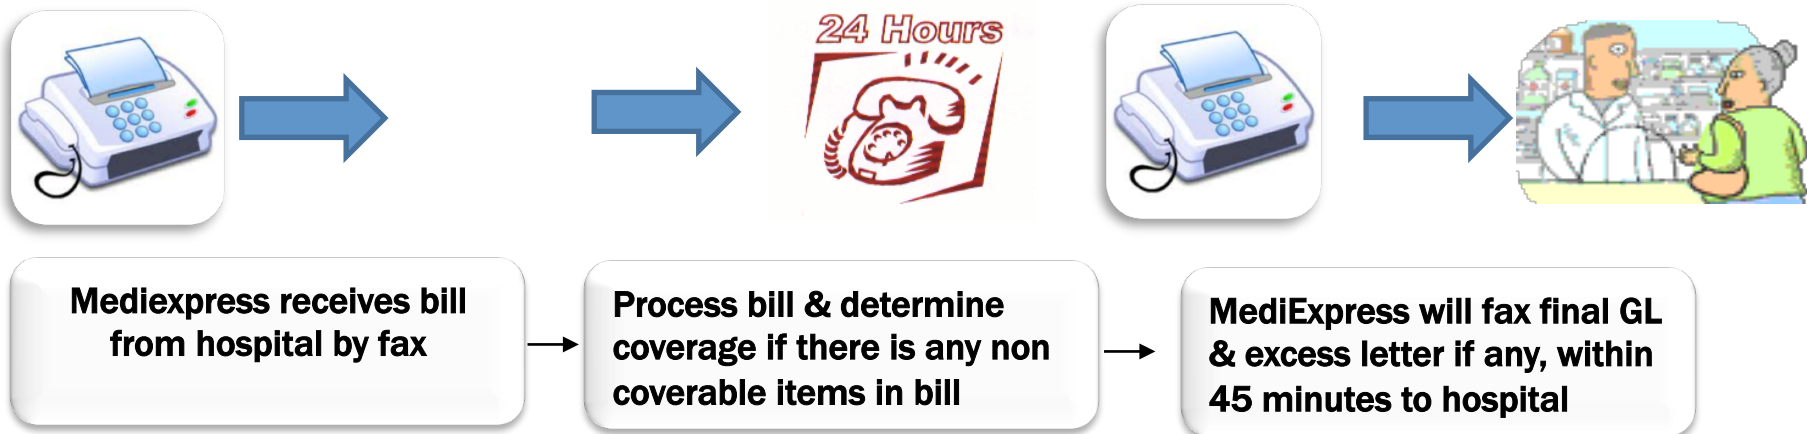 24 Hours
Mediexpress receives bill
from hospital by fax
Process bill & determine
coverage if there is any non
coverable items in bill
MediExpress will fax final GL
& excess letter if any, within
45 minutes to hospital